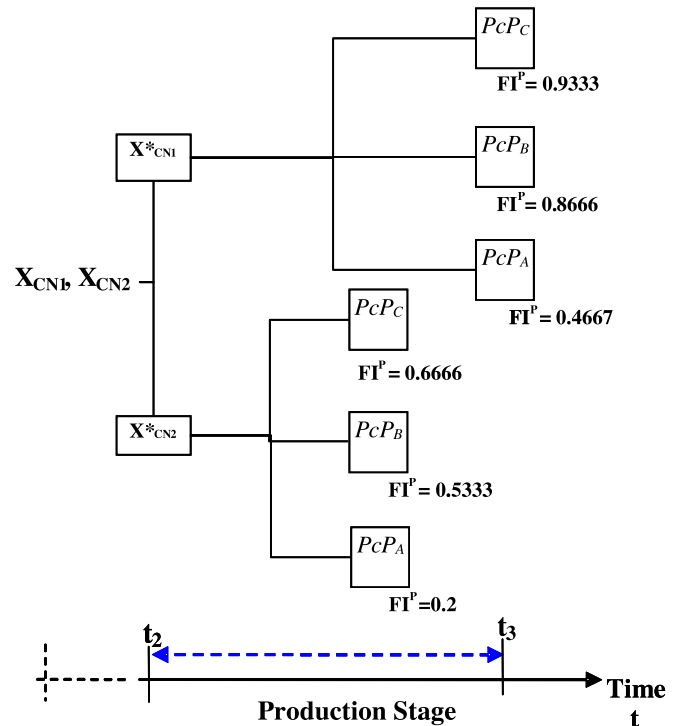 PcP_C
FI^P = 0.9333
X*_CN1
PcP_B
FI^P = 0.8666
PcP_A
X_CN1, X_CN2
FI^P = 0.4667
PcP_C
FI^P = 0.6666
X*_CN2
PcP_B
FI^P = 0.5333
PcP_A
FI^P =0.2
t_2 t_3
Time
t
Production Stage